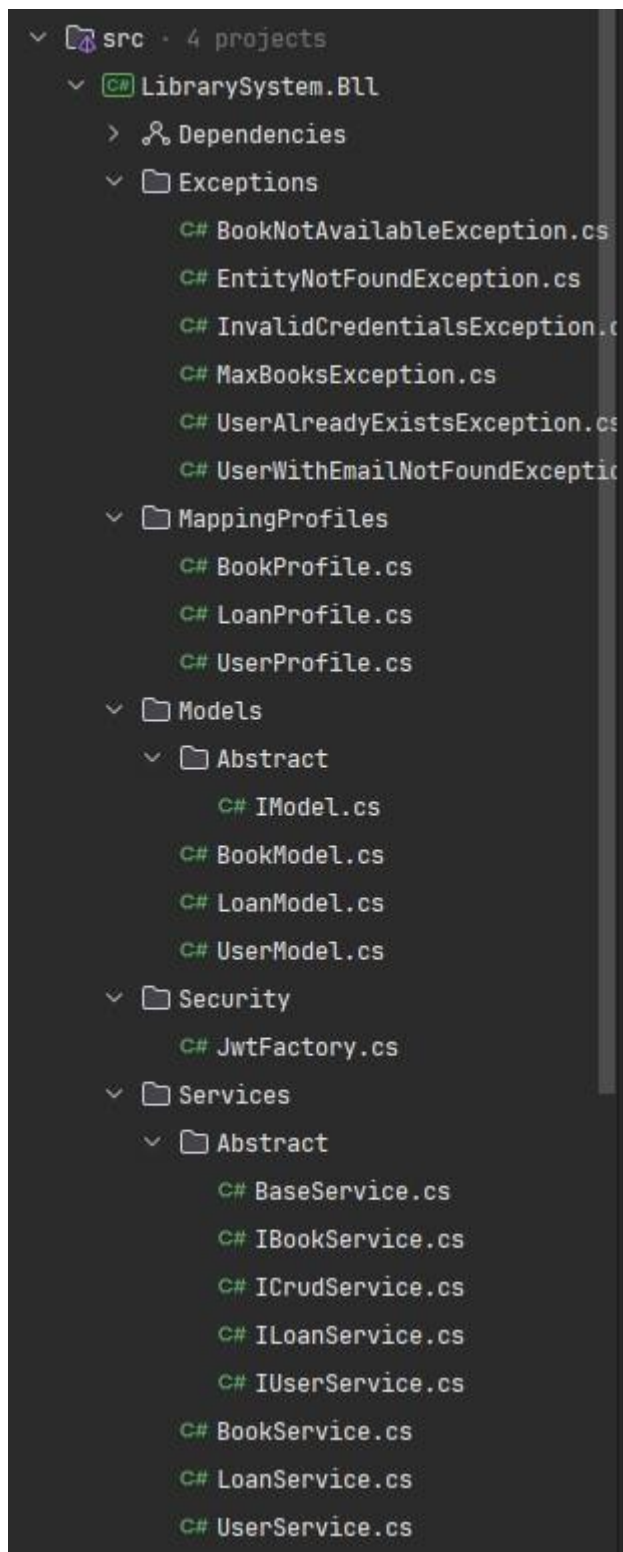 src · 4 projects
C# LibrarySystem.Bll
Dependencies
Exceptions
C# BookNotAvailableException.cs
C# EntityNotFoundException.cs
C# InvalidCredentialsException.c
C# MaxBooksException.cs
C# UserAlreadyExistsException.cs
C# UserWithEmailNotFoundExceptio
MappingProfiles
C# BookProfile.cs
C# LoanProfile.cs
C# UserProfile.cs
Models
Abstract
C# IModel.cs
C# BookModel.cs
C# LoanModel.cs
C# UserModel.cs
Security
C# JwtFactory.cs
Services
Abstract
C# BaseService.cs
C# IBookService.cs
C# ICrudService.cs
C# ILoanService.cs
C# IUserService.cs
C# BookService.cs
C# LoanService.cs
C# UserService.cs